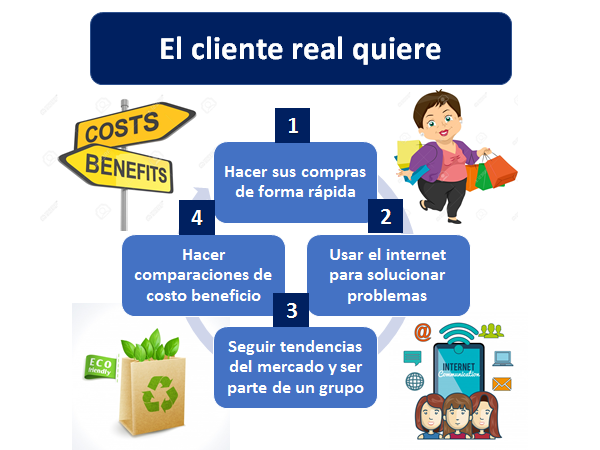 El cliente real quiere
COSTS
BENEFITS
1
Hacer sus compras
de forma rápida
2
Usar el internet
para solucionar
problemas
3
Seguir tendencias
del mercado y ser
parte de un grupo
4
Hacer
comparaciones de
costo beneficio
ECO
friendly
@
INTERNET
Communication